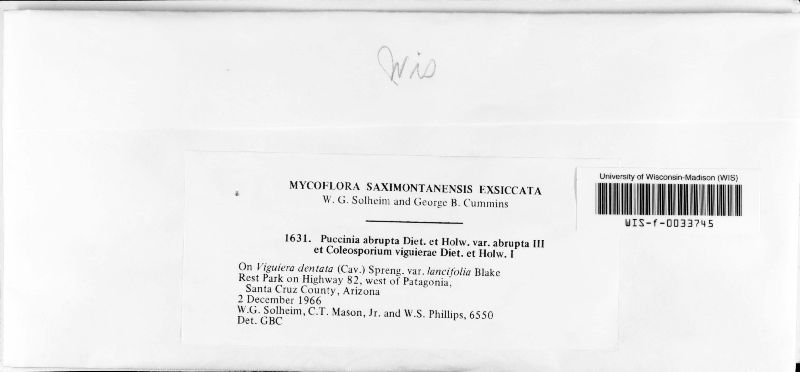 Wis
MYCOFLORA SAXIMONTANENSIS EXSICCATA
W. G. Solheim and George B. Cummins
1631. Puccinia abrupta Diet. et Holw. var. abrupta III
et Coleosporium viguierae Diet. et Holw. I
On Viguiera dentata (Cav.) Spreng. var. lancifolia Blake
Rest Park on Highway 82, west of Patagonia,
Santa Cruz County, Arizona
2 December 1966
W.G. Solheim, C.T. Mason, Jr. and W.S. Phillips, 6550
Det. GBC
University of Wisconsin-Madison (WIS)
WIS-f-0033745